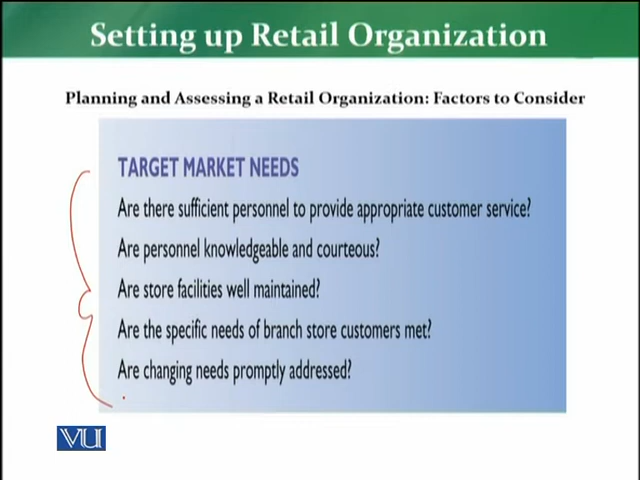 Setting up Retail Organization
Planning and Assessing a Retail Organization: Factors to Consider
TARGET MARKET NEEDS
Are there sufficient personnel to provide appropriate customer service?
Are personnel knowledgeable and courteous?
Are store facilities well maintained?
Are the specific needs of branch store customers met?
Are changing needs promptly addressed?
VU